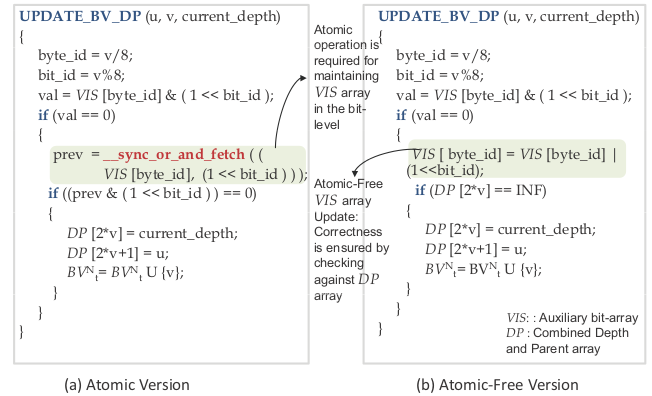 UPDATE_BV_DP (u, v, current_depth)
{
byte_id = v/8;
bit_id = v%8;
val = VIS [byte_id] & ( 1 << bit_id );
if (val == 0)
{
prev = __sync_or_and_fetch ( (
VIS [byte_id], (1 << bit_id ) ) );
if ((prev & ( 1 << bit_id ) ) == 0)
{
DP [2*v] = current_depth;
DP [2*v+1] = u;
BVᴺₜ= BVᴺₜ U {v};
}
}
}
(a) Atomic Version
Atomic
operation is
required for
maintaining
VIS array
in the bit-
level
Atomic-Free
VIS array
Update:
Correctness
is ensured by
checking
against DP
array
UPDATE_BV_DP (u, v, current_depth)
{
byte_id = v/8;
bit_id = v%8;
val = VIS [byte_id] & ( 1 << bit_id );
if (val == 0)
{
VIS [ byte_id] = VIS [byte_id] |
(1<<bit_id);
if (DP [2*v] == INF)
{
DP [2*v] = current_depth;
DP [2*v+1] = u;
BVᴺₜ= BVᴺₜ U {v};
}
}
}
VIS: : Auxiliary bit-array
DP : Combined Depth
and Parent array
(b) Atomic-Free Version